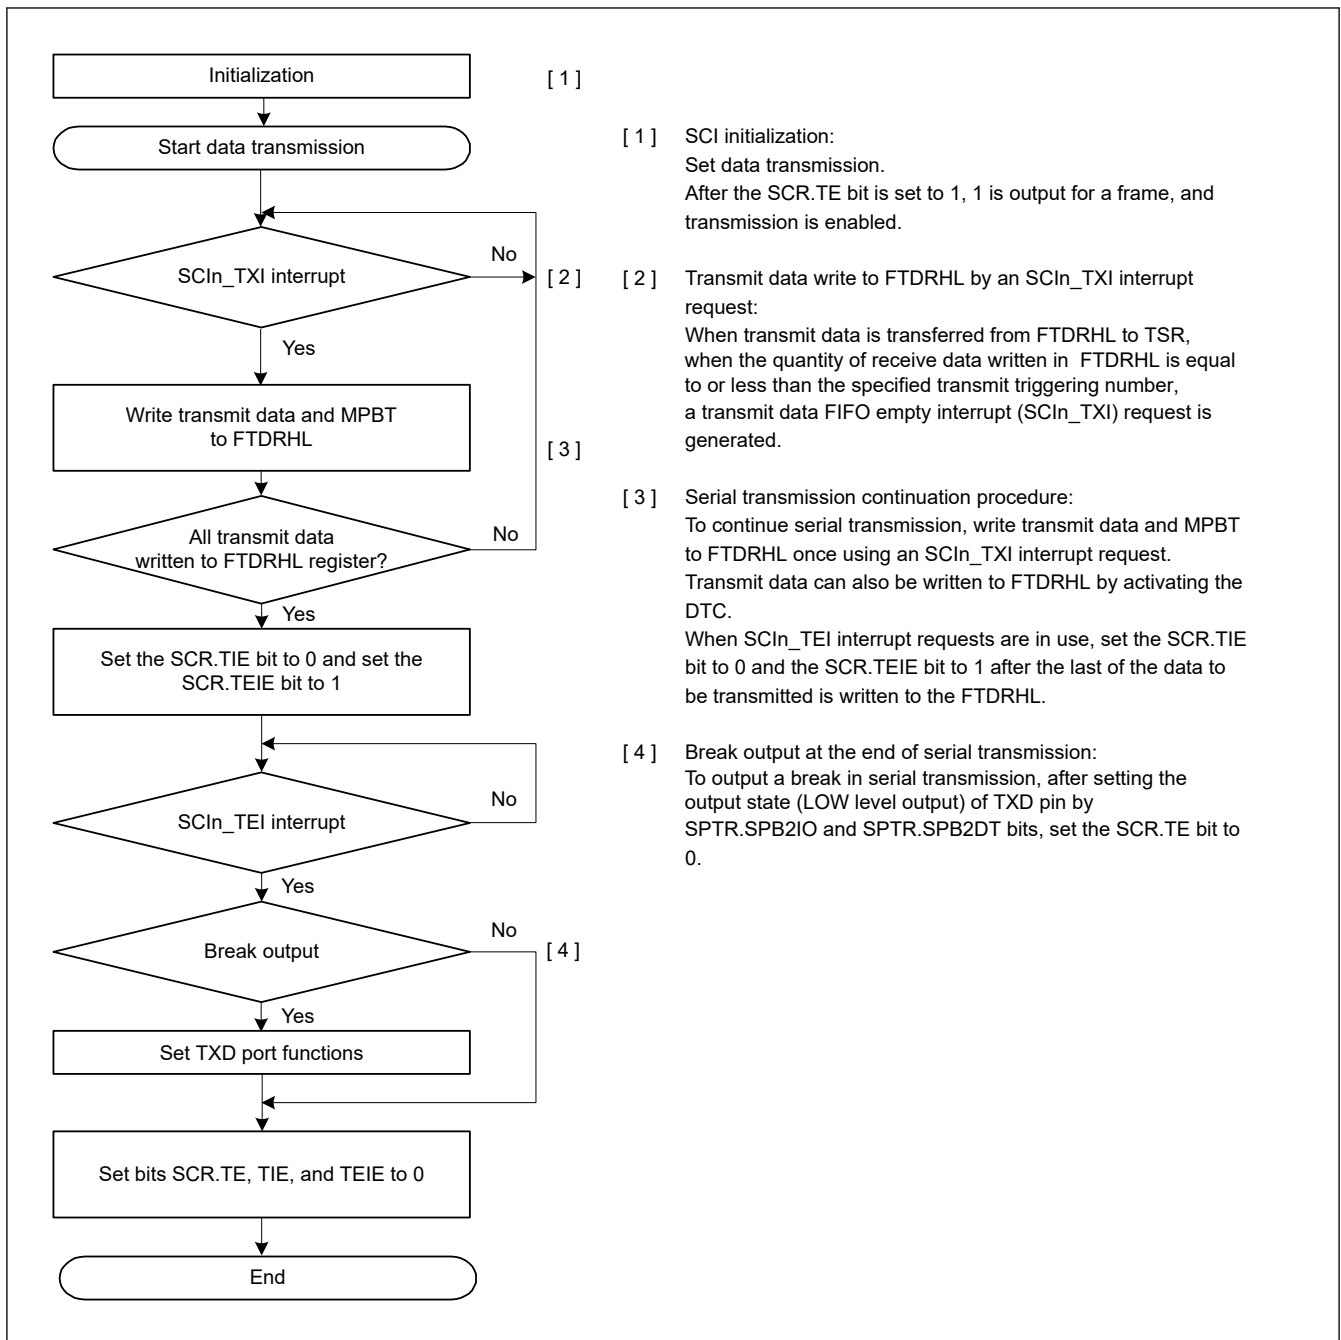 Initialization
[ 1 ]
Start data transmission
SCIn_TXI interrupt
No
[ 2 ]
Yes
Write transmit data and MPBT
to FTDRHL
[ 3 ]
All transmit data
written to FTDRHL register?
No
Yes
Set the SCR.TIE bit to 0 and set the
SCR.TEIE bit to 1
SCIn_TEI interrupt
No
Yes
Break output
No
[ 4 ]
Yes
Set TXD port functions
Set bits SCR.TE, TIE, and TEIE to 0
End
[ 1 ] SCI initialization:
Set data transmission.
After the SCR.TE bit is set to 1, 1 is output for a frame, and
transmission is enabled.
[ 2 ] Transmit data write to FTDRHL by an SCIn_TXI interrupt
request:
When transmit data is transferred from FTDRHL to TSR,
when the quantity of receive data written in FTDRHL is equal
to or less than the specified transmit triggering number,
a transmit data FIFO empty interrupt (SCIn_TXI) request is
generated.
[ 3 ] Serial transmission continuation procedure:
To continue serial transmission, write transmit data and MPBT
to FTDRHL once using an SCIn_TXI interrupt request.
Transmit data can also be written to FTDRHL by activating the
DTC.
When SCIn_TEI interrupt requests are in use, set the SCR.TIE
bit to 0 and the SCR.TEIE bit to 1 after the last of the data to
be transmitted is written to the FTDRHL.
[ 4 ] Break output at the end of serial transmission:
To output a break in serial transmission, after setting the
output state (LOW level output) of TXD pin by
SPTR.SPB2IO and SPTR.SPB2DT bits, set the SCR.TE bit to
0.